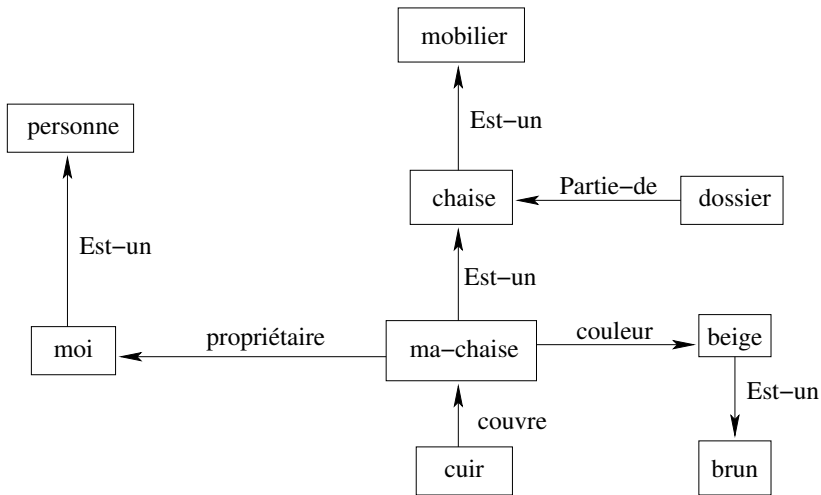 mobilier
personne
Est−un
chaise
Partie−de
dossier
Est−un
Est−un
moi
propriétaire
ma−chaise
couleur
beige
Est−un
couvre
cuir
brun